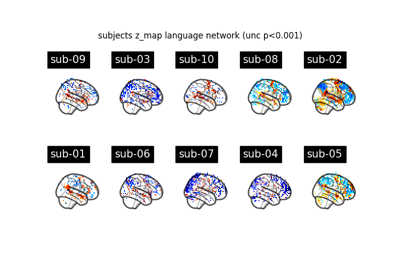 subjects z_map language network (unc p<0.001)
sub-09 sub-03 sub-10 sub-08 sub-02
sub-01 sub-06 sub-07 sub-04 sub-05